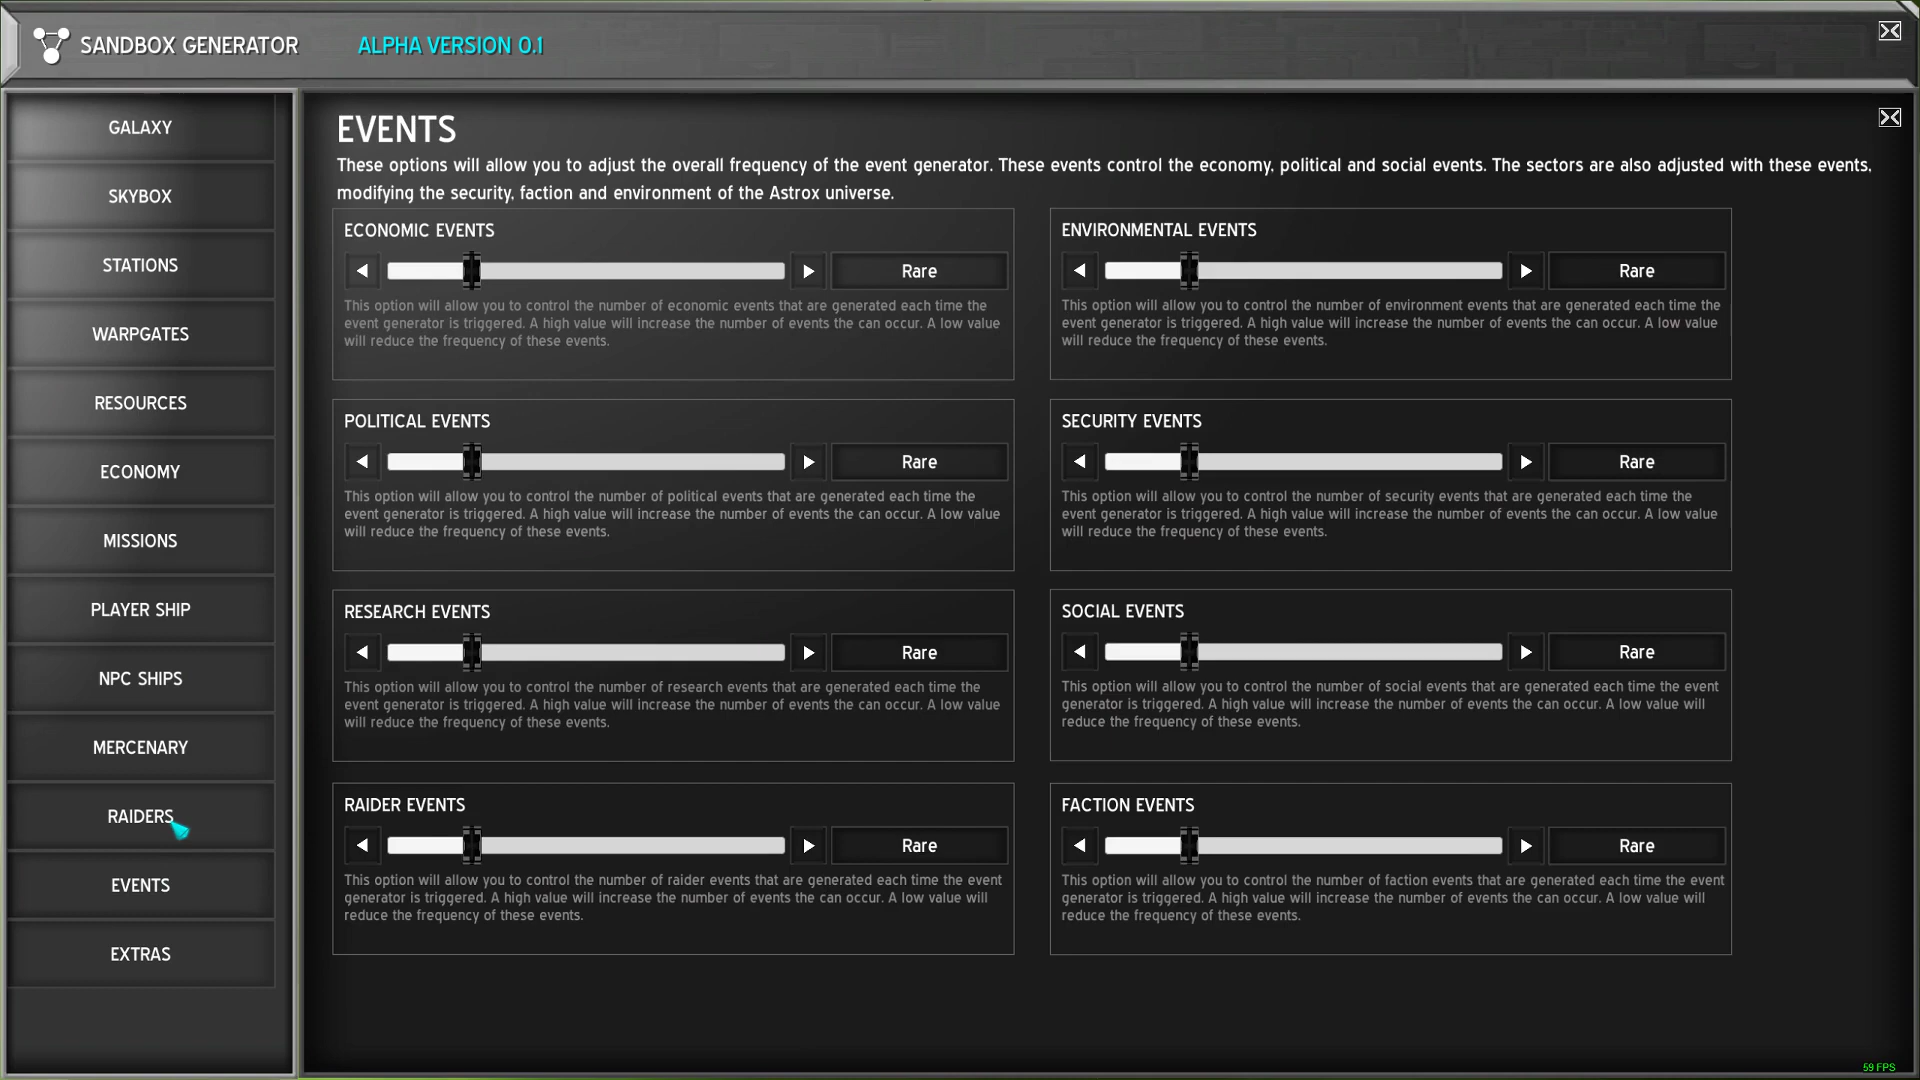 SANDBOX GENERATOR
ALPHA VERSION 0.1
GALAXY
SKYBOX
STATIONS
WARPGATES
RESOURCES
ECONOMY
MISSIONS
PLAYER SHIP
NPC SHIPS
MERCENARY
RAIDERS
EVENTS
EXTRAS
EVENTS
These options will allow you to adjust the overall frequency of the event generator. These events control the economy, political and social events. The sectors are also adjusted with these events,
modifying the security, faction and environment of the Astrox universe.
ECONOMIC EVENTS
Rare
This option will allow you to control the number of economic events that are generated each time the
event generator is triggered. A high value will increase the number of events the can occur. A low value
will reduce the frequency of these events.
ENVIRONMENTAL EVENTS
Rare
This option will allow you to control the number of environment events that are generated each time the
event generator is triggered. A high value will increase the number of events the can occur. A low value
will reduce the frequency of these events.
POLITICAL EVENTS
Rare
This option will allow you to control the number of political events that are generated each time the
event generator is triggered. A high value will increase the number of events the can occur. A low value
will reduce the frequency of these events.
SECURITY EVENTS
Rare
This option will allow you to control the number of security events that are generated each time the
event generator is triggered. A high value will increase the number of events the can occur. A low value
will reduce the frequency of these events.
RESEARCH EVENTS
Rare
This option will allow you to control the number of research events that are generated each time the
event generator is triggered. A high value will increase the number of events the can occur. A low value
will reduce the frequency of these events.
SOCIAL EVENTS
Rare
This option will allow you to control the number of social events that are generated each time the event
generator is triggered. A high value will increase the number of events the can occur. A low value will
reduce the frequency of these events.
RAIDER EVENTS
Rare
This option will allow you to control the number of raider events that are generated each time the event
generator is triggered. A high value will increase the number of events the can occur. A low value will
reduce the frequency of these events.
FACTION EVENTS
Rare
This option will allow you to control the number of faction events that are generated each time the event
generator is triggered. A high value will increase the number of events the can occur. A low value will
reduce the frequency of these events.
59 FPS